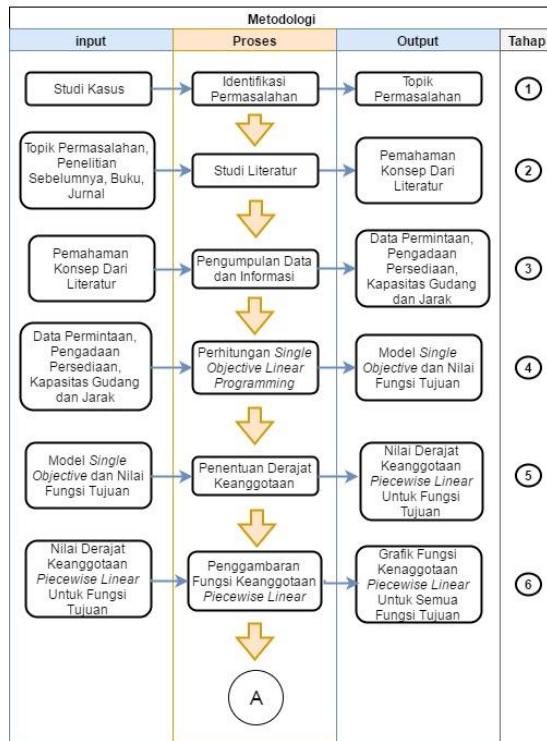 Metodologi
input
Proses
Output
Tahap
Studi Kasus
Identifikasi
Permasalahan
Topik
Permasalahan
1
Topik Permasalahan,
Penelitian
Sebelumnya, Buku,
Jurnal
Studi Literatur
Pemahaman
Konsep Dari
Literatur
2
Pemahaman
Konsep Dari
Literatur
Pengumpulan Data
dan Informasi
Data Permintaan,
Pengadaan
Persediaan,
Kapasitas Gudang
dan Jarak
3
Data Permintaan,
Pengadaan
Persediaan,
Kapasitas Gudang
dan Jarak
Perhitungan Single
Objective Linear
Programming
Model Single
Objective dan Nilai
Fungsi Tujuan
4
Model Single
Objective dan Nilai
Fungsi Tujuan
Penentuan Derajat
Keanggotaan
Nilai Derajat
Keanggotaan
Piecewise Linear
Untuk Fungsi
Tujuan
5
Nilai Derajat
Keanggotaan
Piecewise Linear
Untuk Fungsi
Tujuan
Penggambaran
Fungsi Keanggotaan
Piecewise Linear
Grafik Fungsi
Kenaggotaan
Piecewise Linear
Untuk Semua
Fungsi Tujuan
6
A